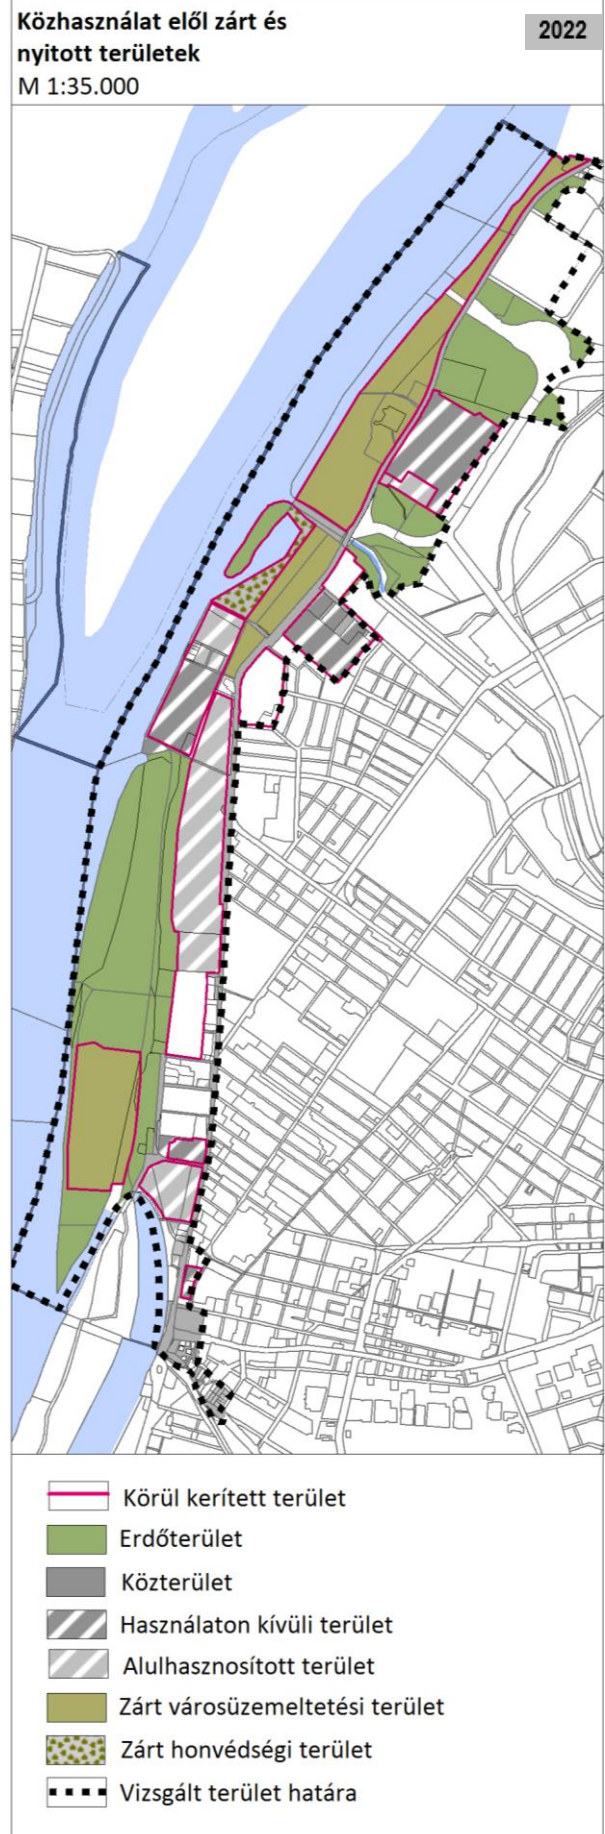 Közhasználat elől zárt és
nyitott területek
M 1:35.000
2022
Körül kerített terület
Erdőterület
Közterület
Használaton kívüli terület
Alulhasznosított terület
Zárt városüzemeltetési terület
Zárt honvédségi terület
Vizsgált terület határa